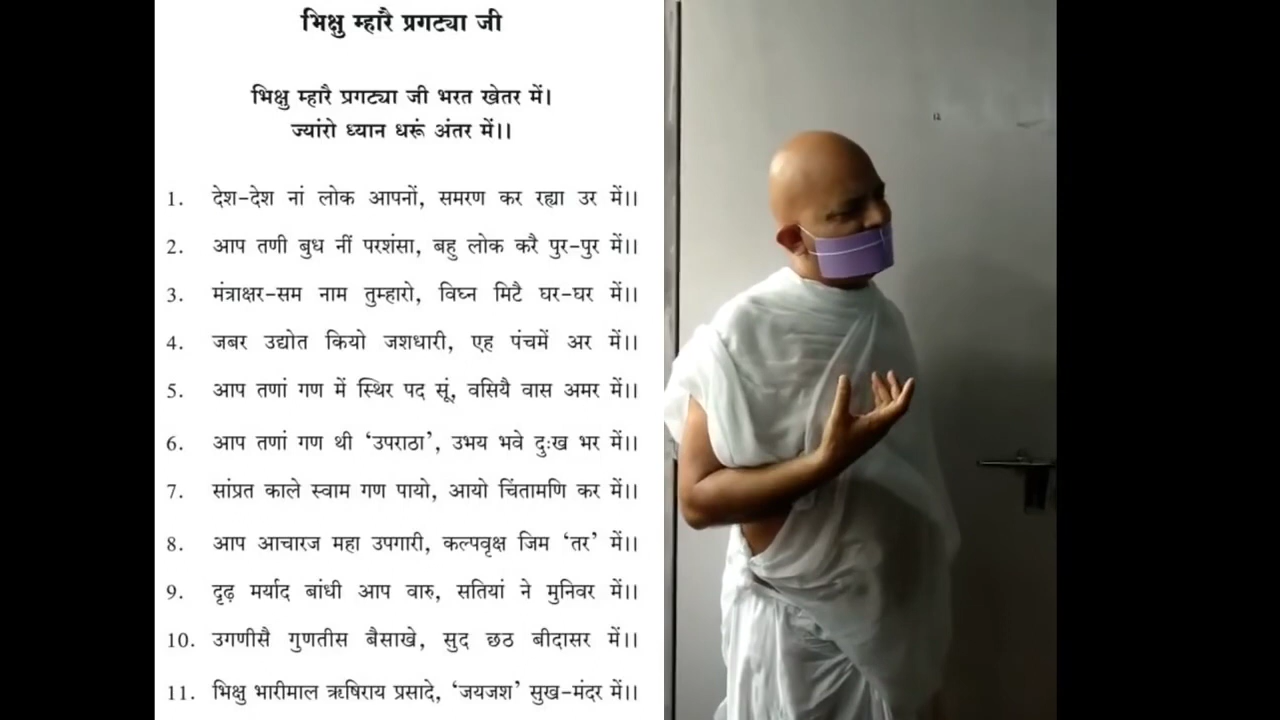 भिक्षु म्हारै प्रगट्या जी
भिक्षु म्हारै प्रगट्या जी भरत खेतर में।
ज्यांरो ध्यान धरूं अंतर में।।
1. देश-देश नां लोक आपनों, समरण कर रह्या उर में।।
2. आप तणी बुध नीं परशंसा, बहु लोक करै पुर-पुर में।।
3. मंत्राक्षर-सम नाम तुम्हारो, विघ्न मिटै घर-घर में।।
4. जबर उद्योत कियो जशधारी, एह पंचमें अर में।।
5. आप तणां गण में स्थिर पद सूं, वसियै वास अमर में।।
6. आप तणां गण थी ‘उपराठा’, उभय भवे दुःख भर में।।
7. सांप्रत काले स्वाम गण पायो, आयो चिंतामणि कर में।।
8. आप आचारज महा उपगारी, कल्पवृक्ष जिम ‘तर’ में।।
9. दृढ़ मर्याद बांधी आप वारु, सतियां ने मुनिवर में।।
10. उगणीसै गुणतीस बैसाखे, सुद छठ बीदासर में।।
11. भिक्षु भारीमाल ऋषिराय प्रसादे, ‘जयजश’ सुख-मंदर में।।